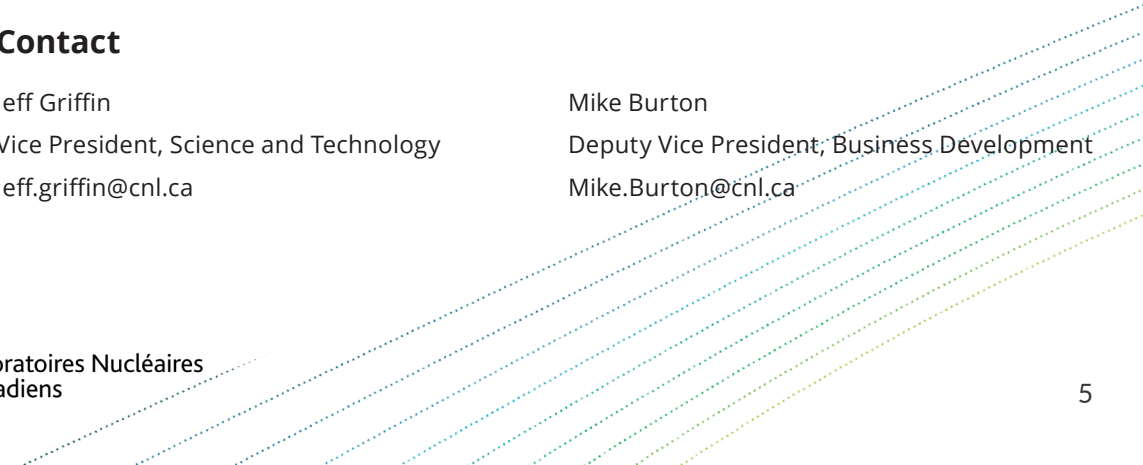 Contact
eff Griffin
Vice President, Science and Technology
eff.griffin@cnl.ca
Mike Burton
Deputy Vice President, Business Development
Mike.Burton@cnl.ca
oratoires Nucléaires
adiens
5